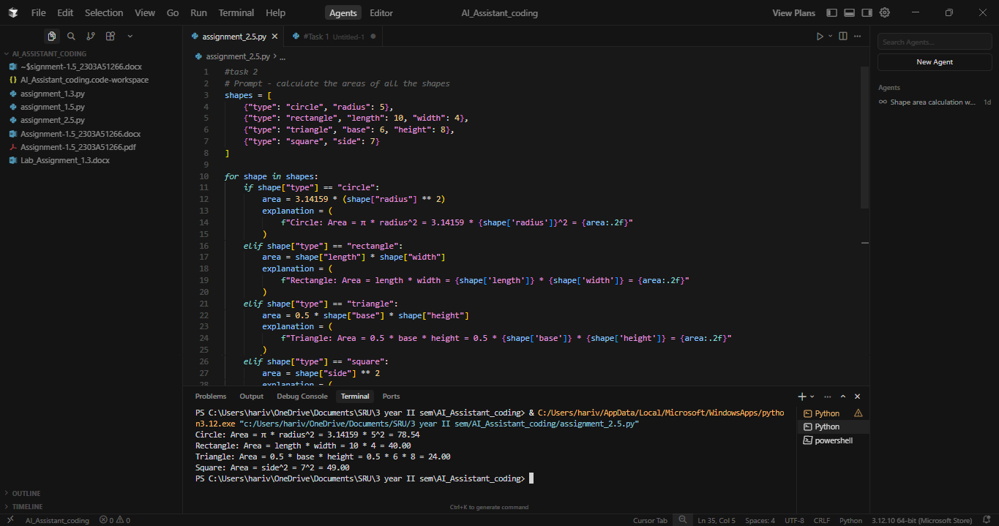 File Edit Selection View Go Run Terminal Help Agents Editor AI_Assistant_coding View Plans
AI_ASSISTANT_CODING
~$signment-1.5_2303A51266.docx
{} AI_Assistant_coding.code-workspace
assignment_1.3.py
assignment_1.5.py
assignment_2.5.py
Assignment-1.5_2303A51266.docx
Assignment-1.5_2303A51266.pdf
Lab_Assignment_1.3.docx
OUTLINE
TIMELINE
assignment_2.5.py #Task 1 Untitled-1
assignment_2.5.py > ...
1 #task 2
2 # Prompt - calculate the areas of all the shapes
3 shapes = [
4     {"type": "circle", "radius": 5},
5     {"type": "rectangle", "length": 10, "width": 4},
6     {"type": "triangle", "base": 6, "height": 8},
7     {"type": "square", "side": 7}
8 ]
9
10 for shape in shapes:
11     if shape["type"] == "circle":
12         area = 3.14159 * (shape["radius"] ** 2)
13         explanation = (
14             f"Circle: Area = π * radius^2 = 3.14159 * {shape['radius']}^2 = {area:.2f}"
15         )
16     elif shape["type"] == "rectangle":
17         area = shape["length"] * shape["width"]
18         explanation = (
19             f"Rectangle: Area = length * width = {shape['length']} * {shape['width']} = {area:.2f}"
20         )
21     elif shape["type"] == "triangle":
22         area = 0.5 * shape["base"] * shape["height"]
23         explanation = (
24             f"Triangle: Area = 0.5 * base * height = 0.5 * {shape['base']} * {shape['height']} = {area:.2f}"
25         )
26     elif shape["type"] == "square":
27         area = shape["side"] ** 2
28         explanation = (
Problems Output Debug Console Terminal Ports
PS C:\Users\hariv\OneDrive\Documents\SRU\3 year II sem\AI_Assistant_coding> & C:/Users/hariv/AppData/Local/Microsoft/WindowsApps/pytho
n3.12.exe "c:/Users/hariv/OneDrive/Documents/SRU/3 year II sem/AI_Assistant_coding/assignment_2.5.py"
Circle: Area = π * radius^2 = 3.14159 * 5^2 = 78.54
Rectangle: Area = length * width = 10 * 4 = 40.00
Triangle: Area = 0.5 * base * height = 0.5 * 6 * 8 = 24.00
Square: Area = side^2 = 7^2 = 49.00
PS C:\Users\hariv\OneDrive\Documents\SRU\3 year II sem\AI_Assistant_coding>
Ctrl+K to generate command
Python
Python
powershell
Search Agents...
New Agent
Agents
Shape area calculation w... 1d
AI_Assistant_coding 0 0 Cursor Tab Ln 35, Col 5 Spaces: 4 UTF-8 CRLF Python 3.12.10 64-bit (Microsoft Store)